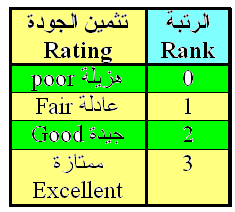 تثمين الجودة الرتبة
Rating Rank
هزيلة poor 0
عادلة Fair 1
جيدة Good 2
ممتازة 3
Excellent